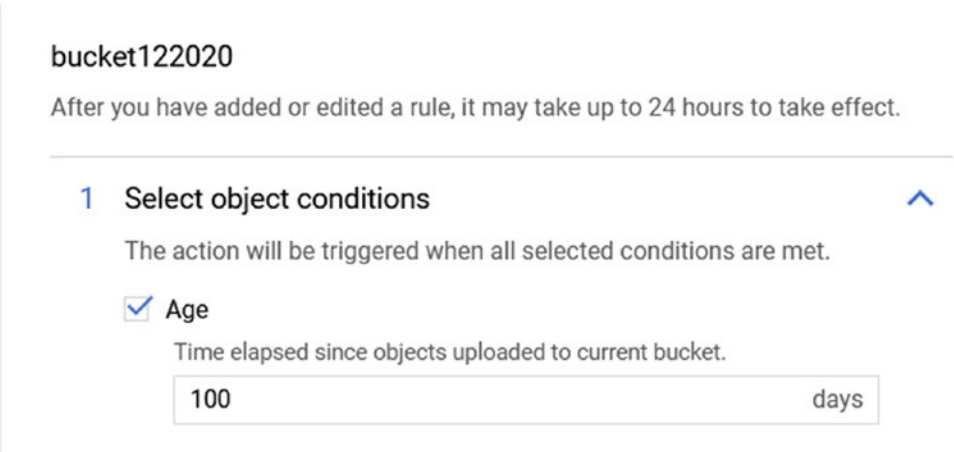 bucket122020
After you have added or edited a rule, it may take up to 24 hours to take effect.
1 Select object conditions
The action will be triggered when all selected conditions are met.
Age
Time elapsed since objects uploaded to current bucket.
100 days